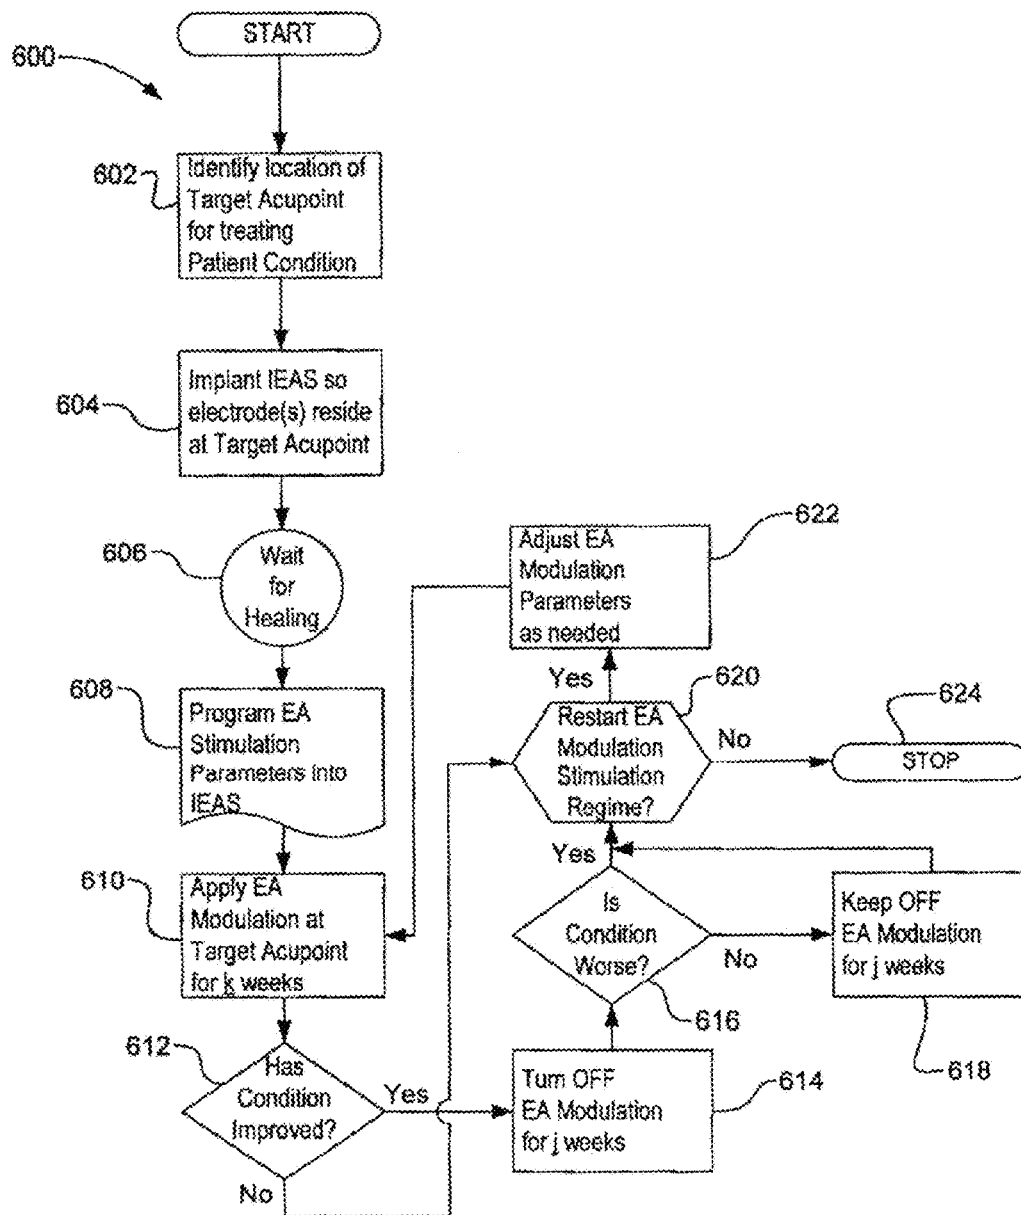 START
600
602
Identify location of
Target Acupoint
for treating
Patient Condition
604
Implant IEAS so
electrode(s) reside
at Target Acupoint
606
Wait
for
Healing
608
Program EA
Stimulation
Parameters into
IEAS
610
Apply EA
Modulation at
Target Acupoint
for k weeks
612
Has
Condition
Improved?
Yes
No
614
Turn OFF
EA Modulation
for j weeks
616
Is
Condition
Worse?
Yes
No
618
Keep OFF
EA Modulation
for j weeks
620
Restart EA
Modulation
Stimulation
Regime?
Yes
No
622
Adjust EA
Modulation
Parameters
as needed
624
STOP